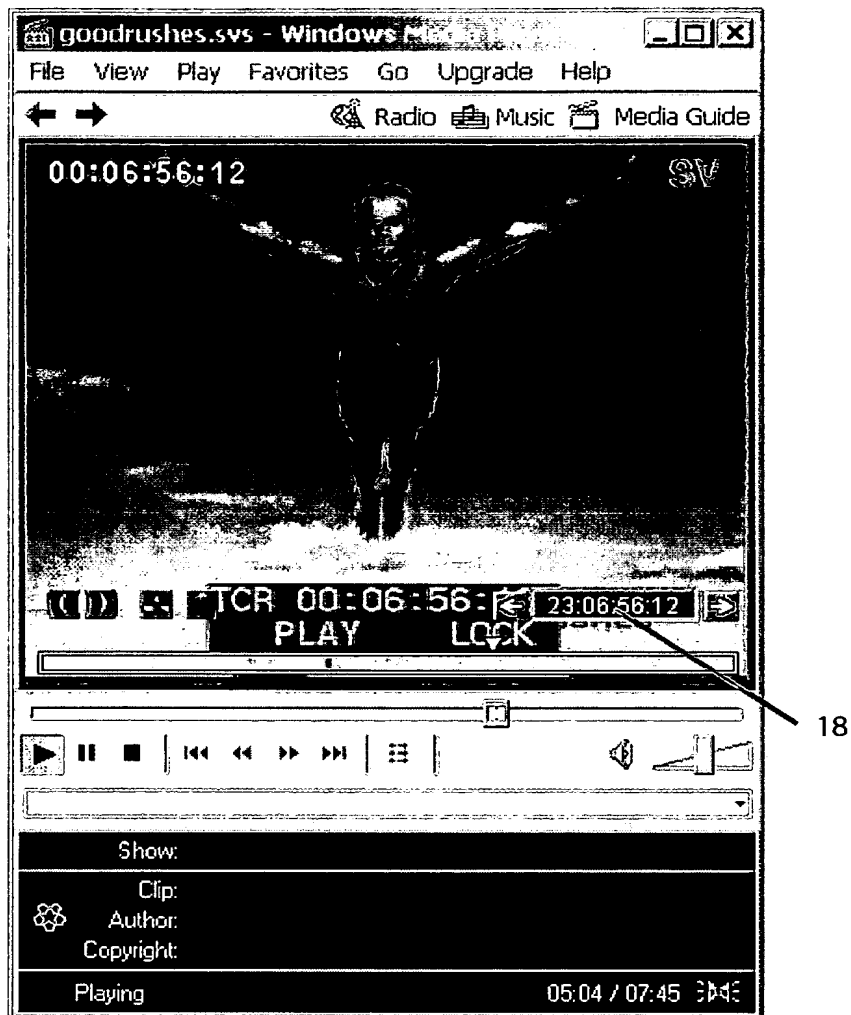 goodrushes.svs - Windows
File View Play Favorites Go Upgrade Help
Radio Music Media Guide
00:06:56:12 SV
TCR 00:06:56: 23:06:56:12
PLAY LOCK
18
Show:
Clip:
Author:
Copyright:
Playing 05:04 / 07:45